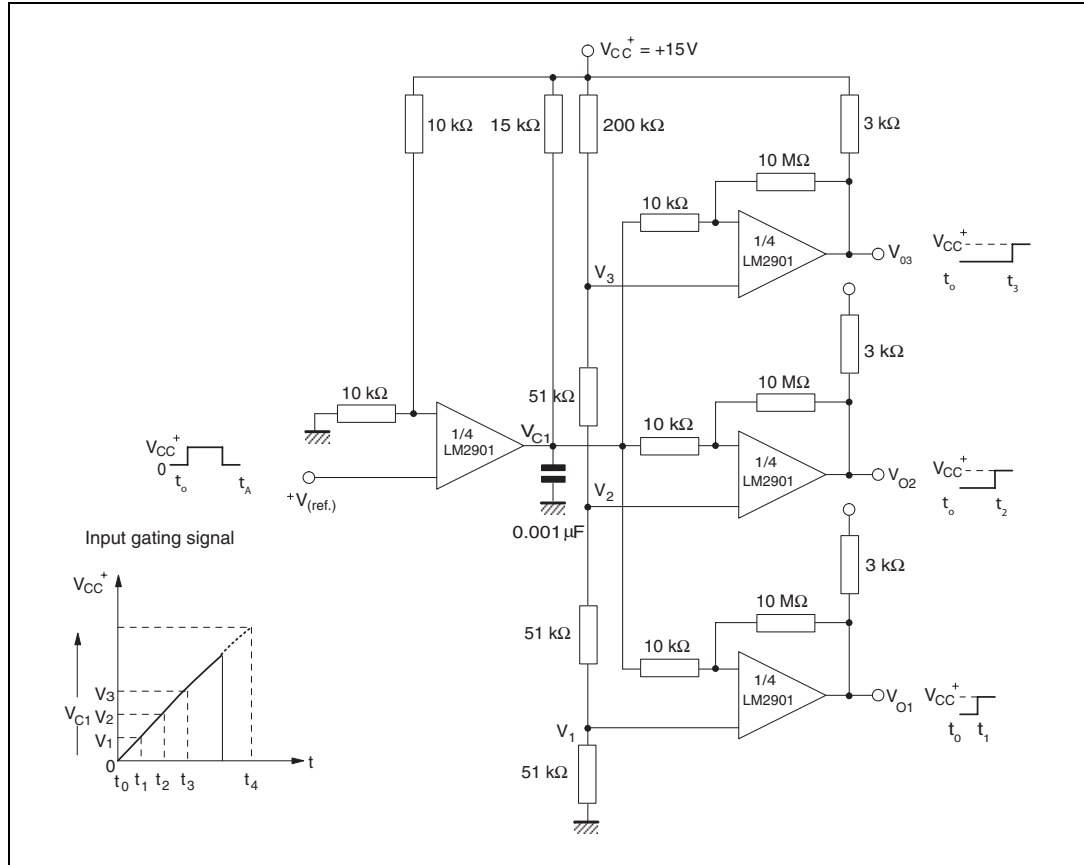 V_CC^+ = +15V
10 kΩ
15 kΩ
200 kΩ
3 kΩ
10 MΩ
10 kΩ
1/4
LM2901
V_CC^+
V_03
t_o
t_3
V_3
3 kΩ
10 MΩ
51 kΩ
10 kΩ
V_C1
10 kΩ
1/4
LM2901
1/4
LM2901
V_CC^+
0
t_o
t_A
+V(ref.)
V_O2
V_CC^+
t_o
t_2
V_2
0.001 μF
Input gating signal
3 kΩ
10 MΩ
51 kΩ
10 kΩ
1/4
LM2901
V_O1
V_CC^+
t_o
t_1
V_1
51 kΩ
V_CC^+
V_3
V_C1
V_2
V_1
0
t_0
t_1
t_2
t_3
t_4
t